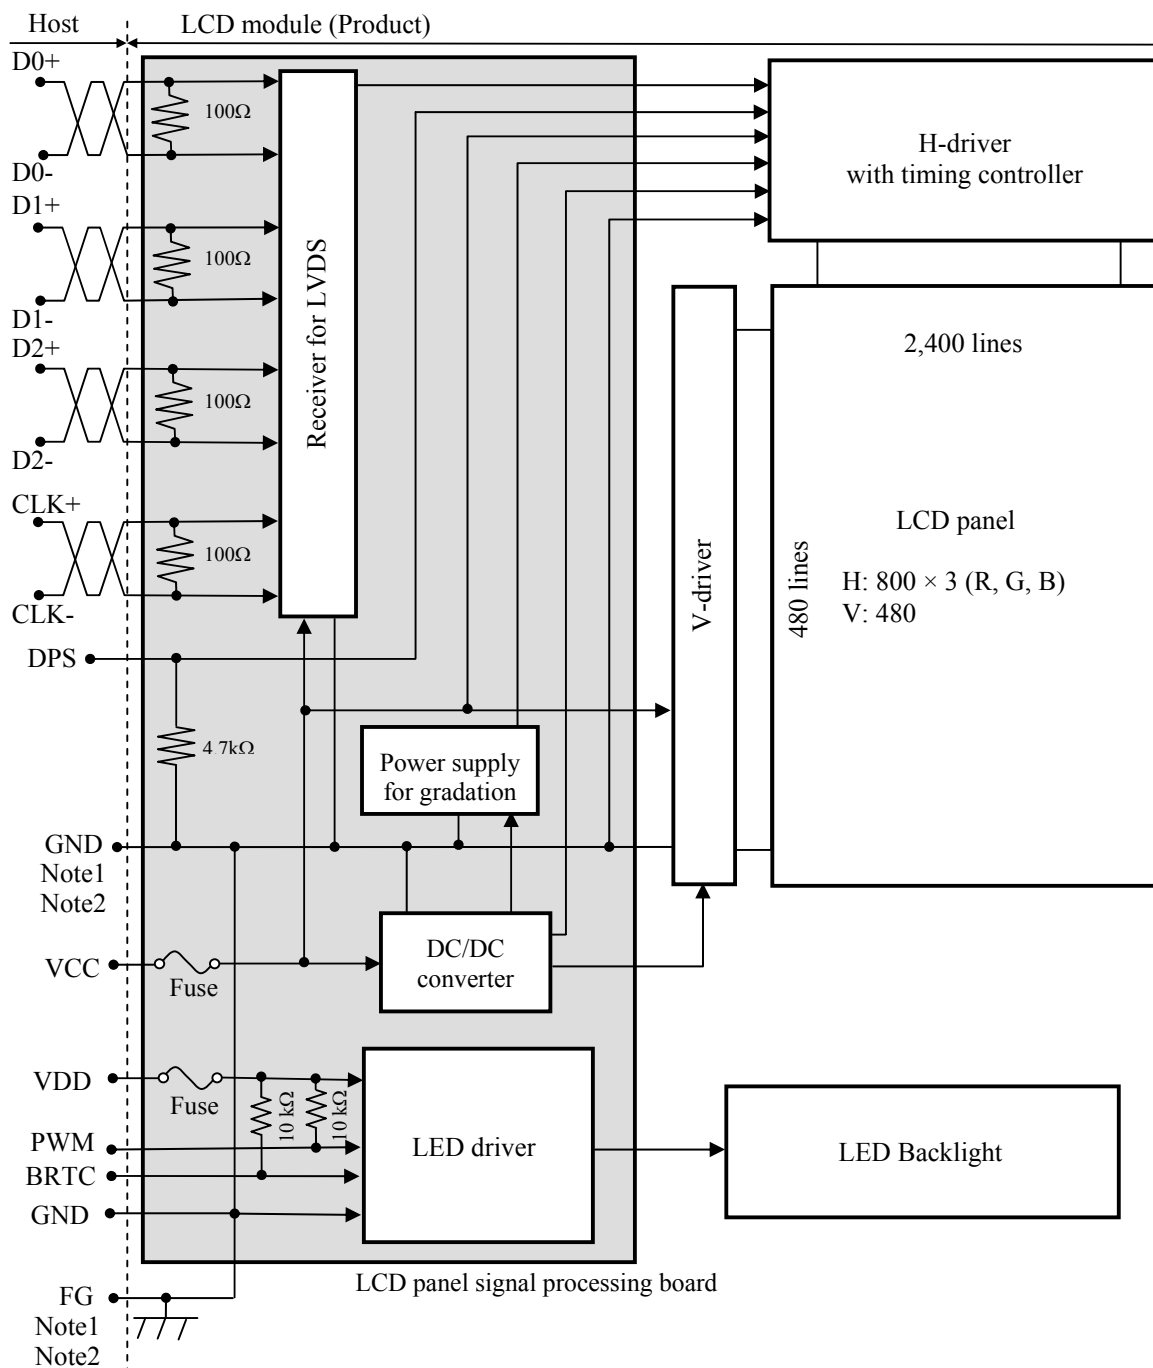 Host
LCD module (Product)
D0+
100Ω
D0-
D1+
100Ω
D1-
D2+
100Ω
D2-
CLK+
100Ω
CLK-
Receiver for LVDS
H-driver
with timing controller
2,400 lines
LCD panel
H: 800 × 3 (R, G, B)
V: 480
480 lines
V-driver
DPS
4.7kΩ
Power supply
for gradation
GND
Note1
Note2
VCC
Fuse
DC/DC
converter
VDD
Fuse
10 kΩ
10 kΩ
PWM
BRTC
GND
LED driver
LED Backlight
LCD panel signal processing board
FG
Note1
Note2